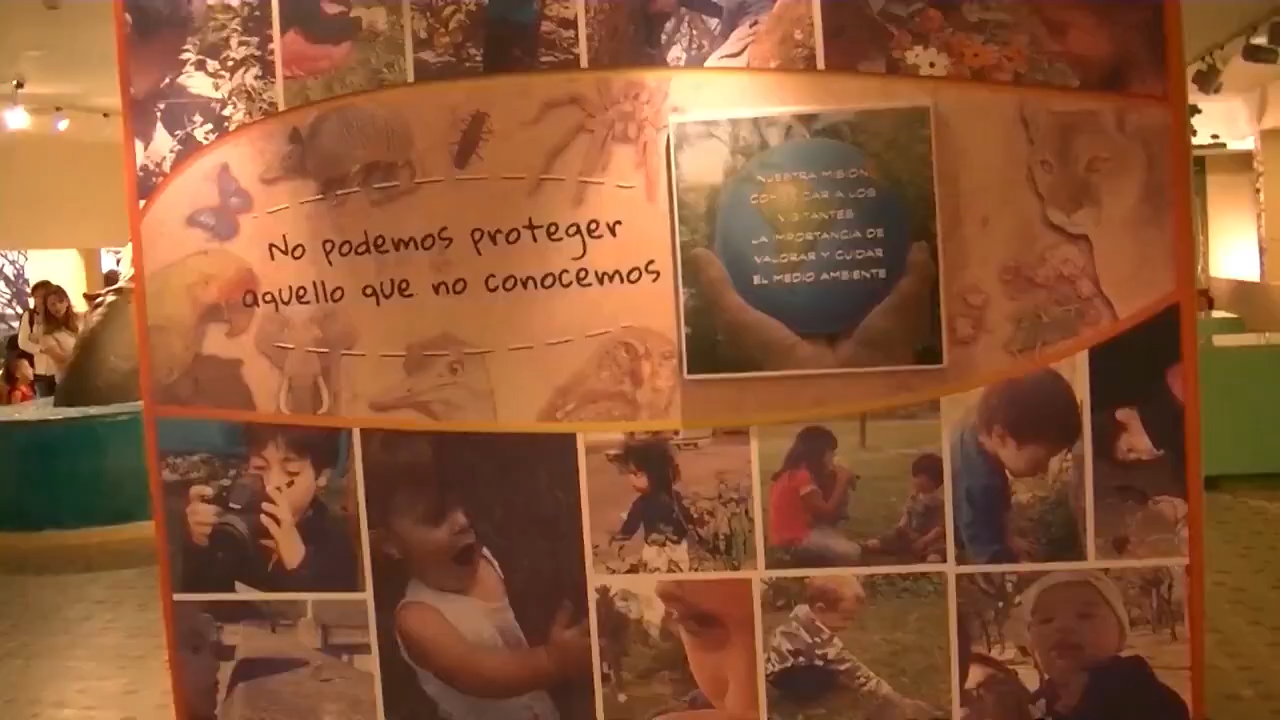 No podemos proteger
aquello que no conocemos
NUESTRA MISION
COMUNICAR A LOS
VISITANTES
LA IMPORTANCIA DE
VALORAR Y CUIDAR
EL MEDIO AMBIENTE